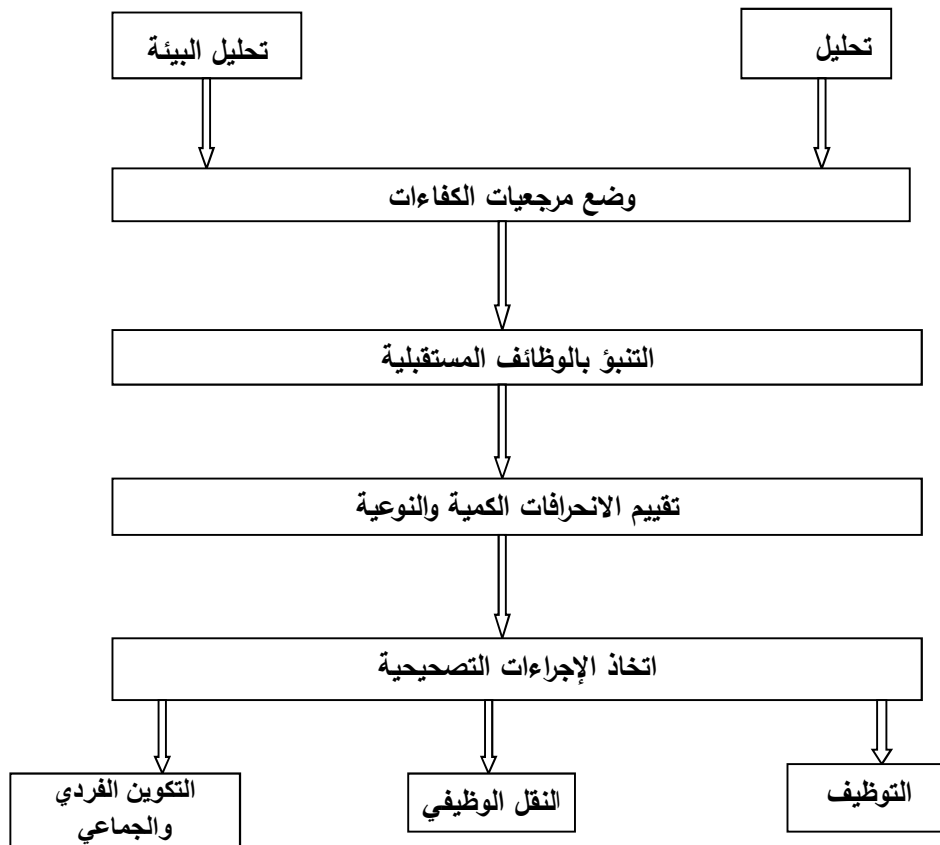 تحليل
تحليل البيئة
وضع مرجعيات الكفاءات
التنبؤ بالوظائف المستقبلية
تقييم الانحرافات الكمية والنوعية
اتخاذ الإجراءات التصحيحية
التوظيف
النقل الوظيفي
التكوين الفردي
والجماعي